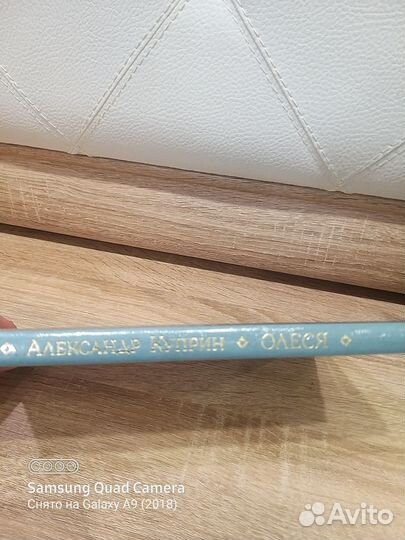 Александр Куприн ОЛЕСЯ
Samsung Quad Camera
Снято на Galaxy A9 (2018)
Avito